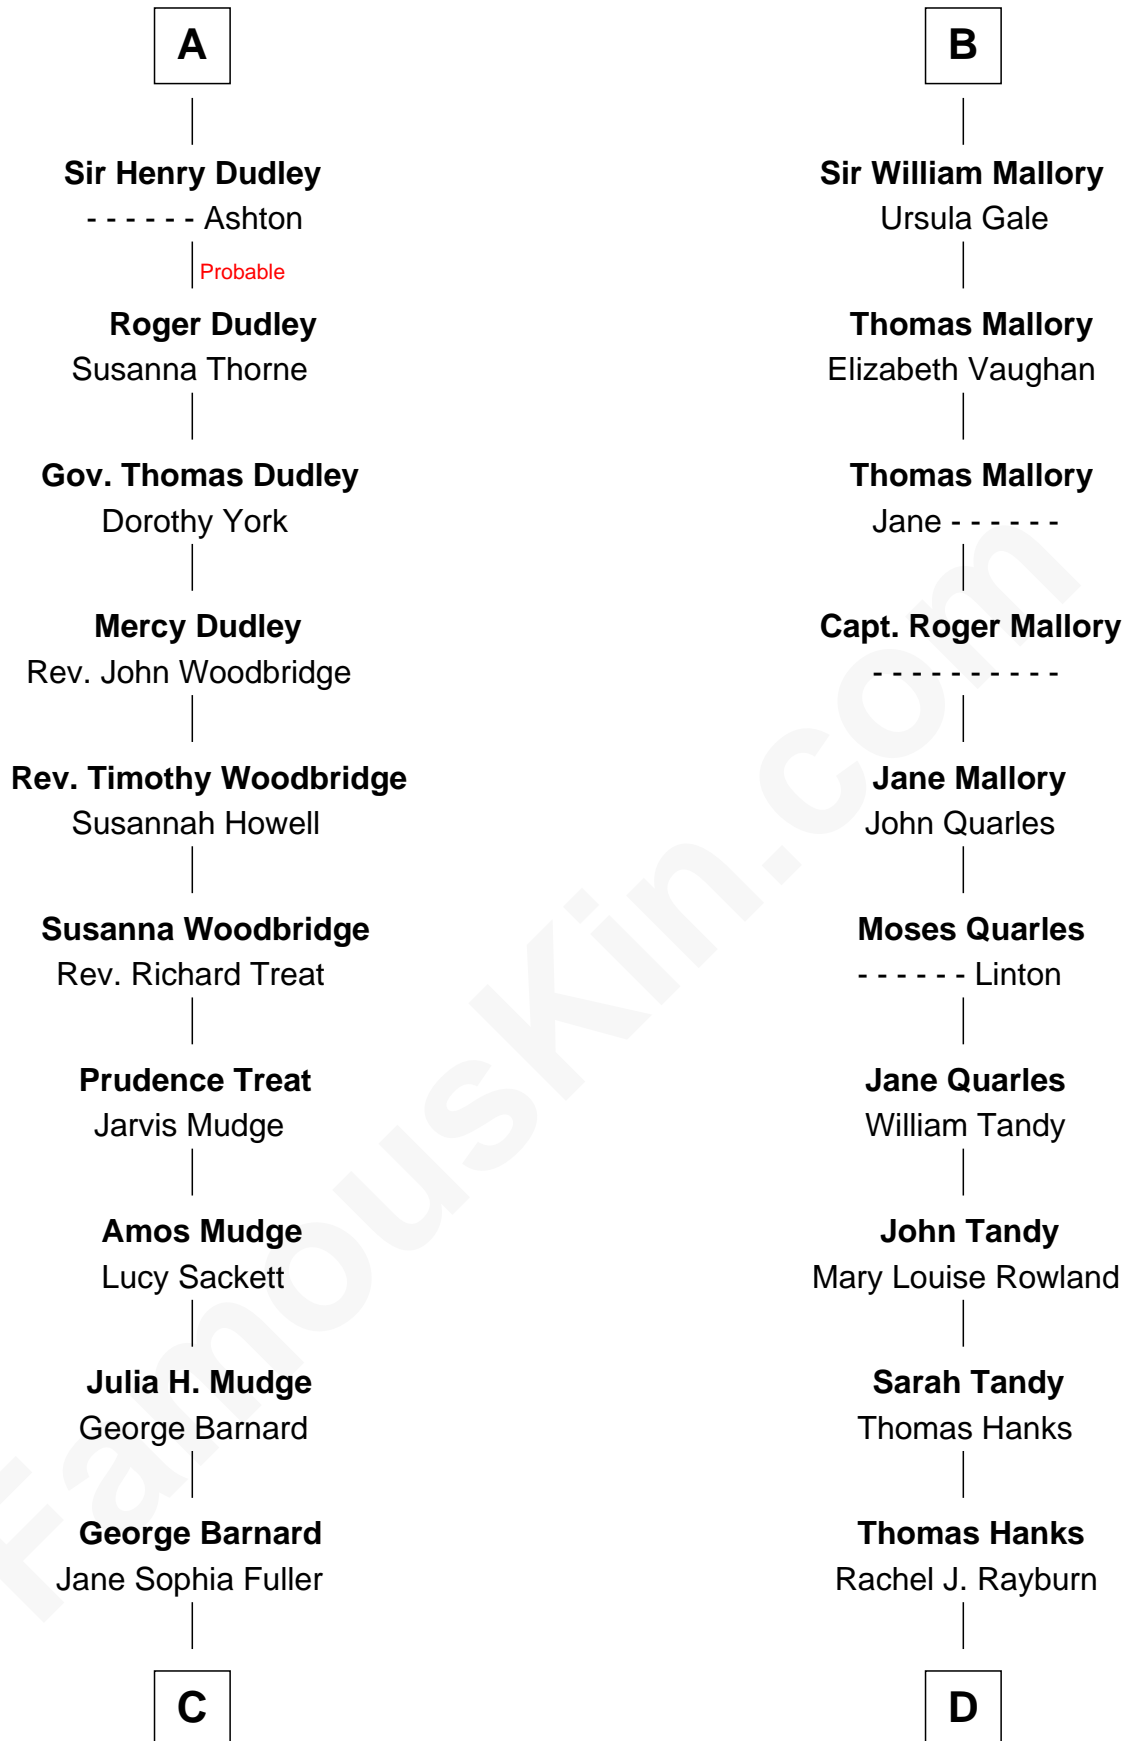 A
Sir Henry Dudley
- - - - - - Ashton
Probable
Roger Dudley
Susanna Thorne
Gov. Thomas Dudley
Dorothy York
Mercy Dudley
Rev. John Woodbridge
Rev. Timothy Woodbridge
Susannah Howell
Susanna Woodbridge
Rev. Richard Treat
Prudence Treat
Jarvis Mudge
Amos Mudge
Lucy Sackett
Julia H. Mudge
George Barnard
George Barnard
Jane Sophia Fuller
C
B
Sir William Mallory
Ursula Gale
Thomas Mallory
Elizabeth Vaughan
Thomas Mallory
Jane - - - - - -
Capt. Roger Mallory
- - - - - - - - - -
Jane Mallory
John Quarles
Moses Quarles
- - - - - - Linton
Jane Quarles
William Tandy
John Tandy
Mary Louise Rowland
Sarah Tandy
Thomas Hanks
Thomas Hanks
Rachel J. Rayburn
D
FamousKin.com